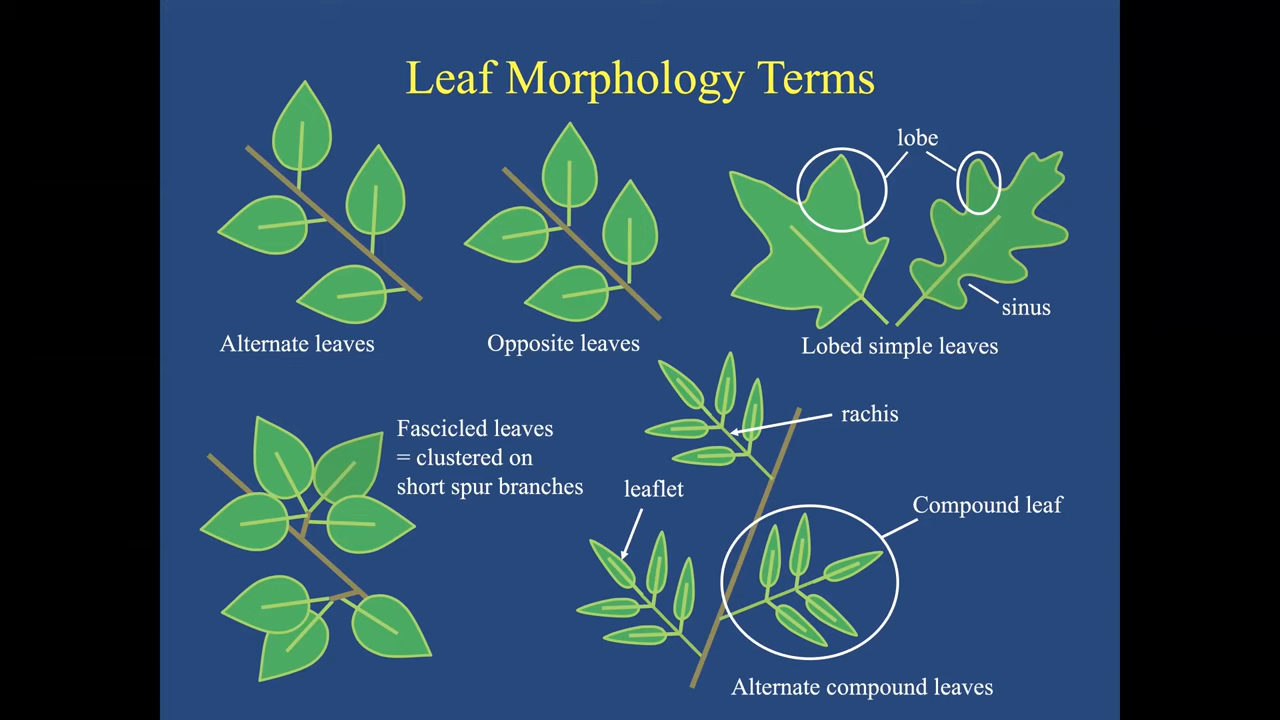 Leaf Morphology Terms
lobe
sinus
Alternate leaves
Opposite leaves
Lobed simple leaves
Fascicled leaves
= clustered on
short spur branches
rachis
leaflet
Compound leaf
Alternate compound leaves